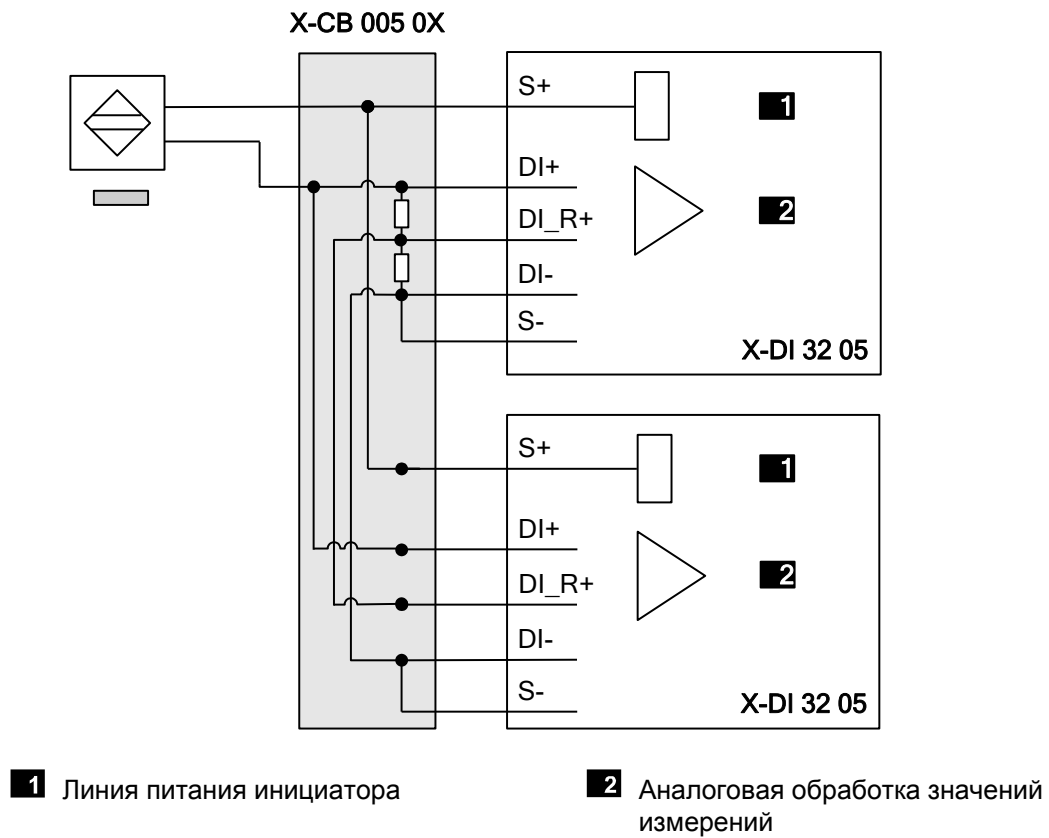 X-CB 005 0X
S+
1
DI+
DI_R+
2
DI-
S-
X-DI 32 05
S+
1
DI+
DI_R+
2
DI-
S-
X-DI 32 05
1 Линия питания инициатора
2 Аналоговая обработка значений
измерений